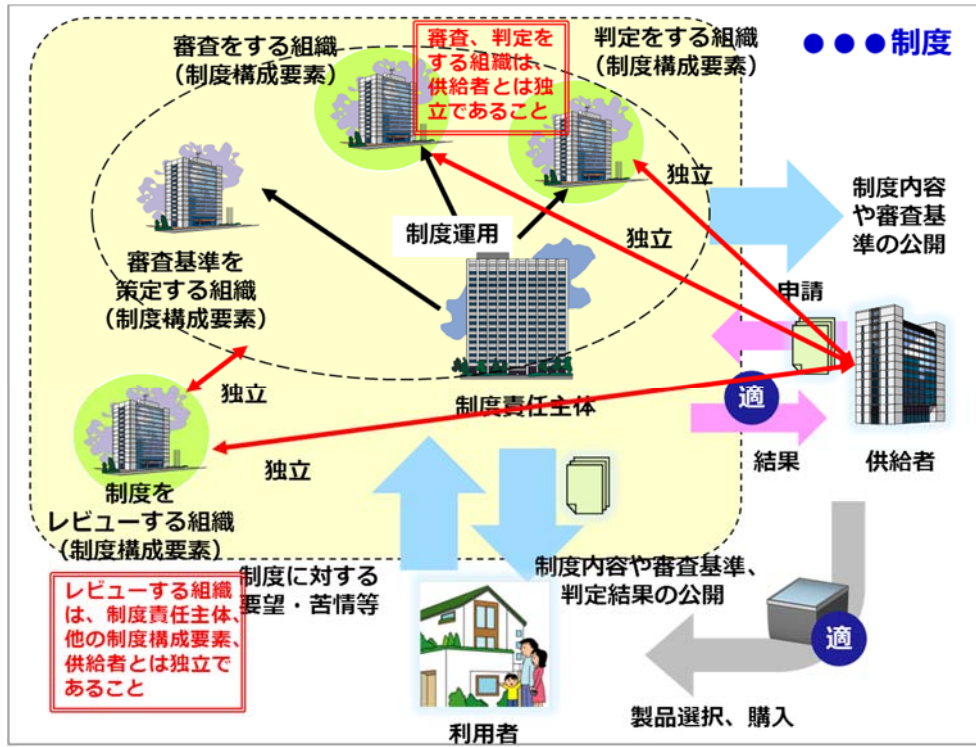 ●●●制度
審査をする組織
（制度構成要素）
審査、判定を
する組織は、
供給者とは独
立であること
判定をする組織
（制度構成要素）
独立
制度内容
や審査基
準の公開
制度運用
独立
審査基準を
策定する組織
（制度構成要素）
申請
独立
制度責任主体
適
独立
結果
供給者
制度を
レビューする組織
（制度構成要素）
制度に対する
要望・苦情等
制度内容や審査基準、
判定結果の公開
レビューする組織
は、制度責任主体、
他の制度構成要素、
供給者とは独立で
あること
適
製品選択、購入
利用者